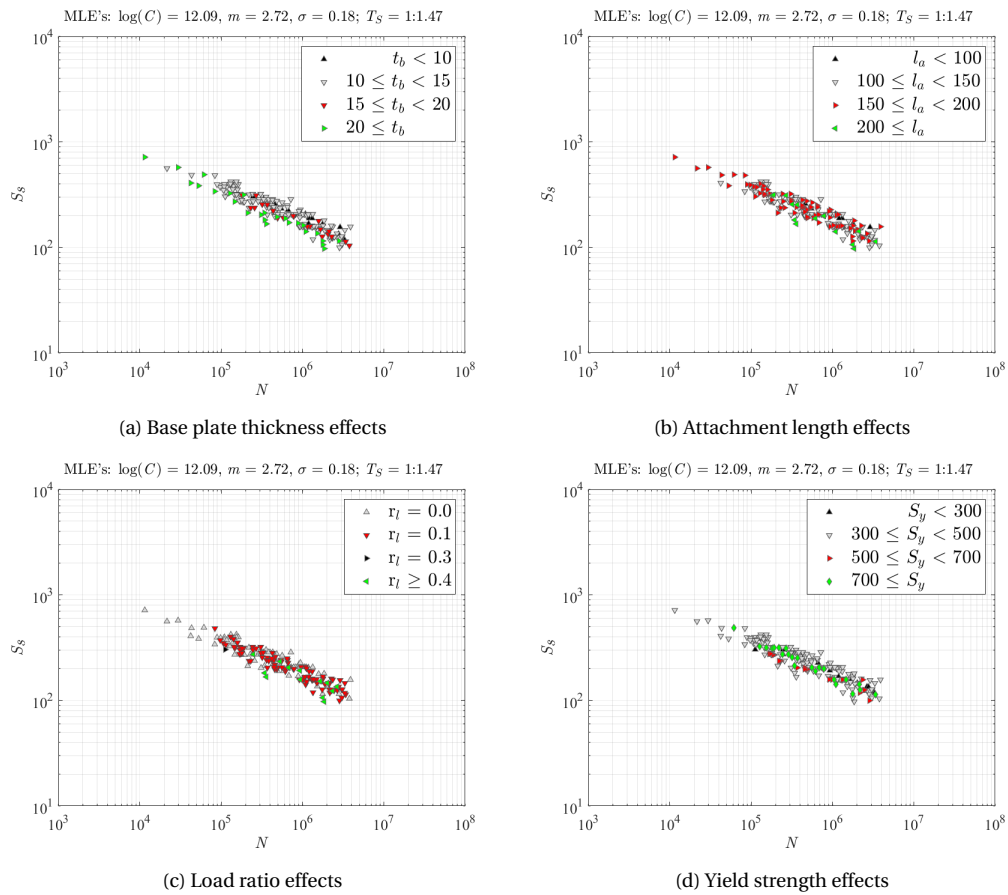 MLE's: log(C) = 12.09, m = 2.72, σ = 0.18; T_S = 1:1.47
10^4
10^3
10^2
10^1
S_s
t_b < 10
10 ≤ t_b < 15
15 ≤ t_b < 20
20 ≤ t_b
10^3 10^4 10^5 10^6 10^7 10^8
N
(a) Base plate thickness effects
MLE's: log(C) = 12.09, m = 2.72, σ = 0.18; T_S = 1:1.47
10^4
10^3
10^2
10^1
S_s
l_a < 100
100 ≤ l_a < 150
150 ≤ l_a < 200
200 ≤ l_a
10^3 10^4 10^5 10^6 10^7 10^8
N
(b) Attachment length effects
MLE's: log(C) = 12.09, m = 2.72, σ = 0.18; T_S = 1:1.47
10^4
10^3
10^2
10^1
S_s
r_l = 0.0
r_l = 0.1
r_l = 0.3
r_l ≥ 0.4
10^3 10^4 10^5 10^6 10^7 10^8
N
(c) Load ratio effects
MLE's: log(C) = 12.09, m = 2.72, σ = 0.18; T_S = 1:1.47
10^4
10^3
10^2
10^1
S_s
S_y < 300
300 ≤ S_y < 500
500 ≤ S_y < 700
700 ≤ S_y
10^3 10^4 10^5 10^6 10^7 10^8
N
(d) Yield strength effects